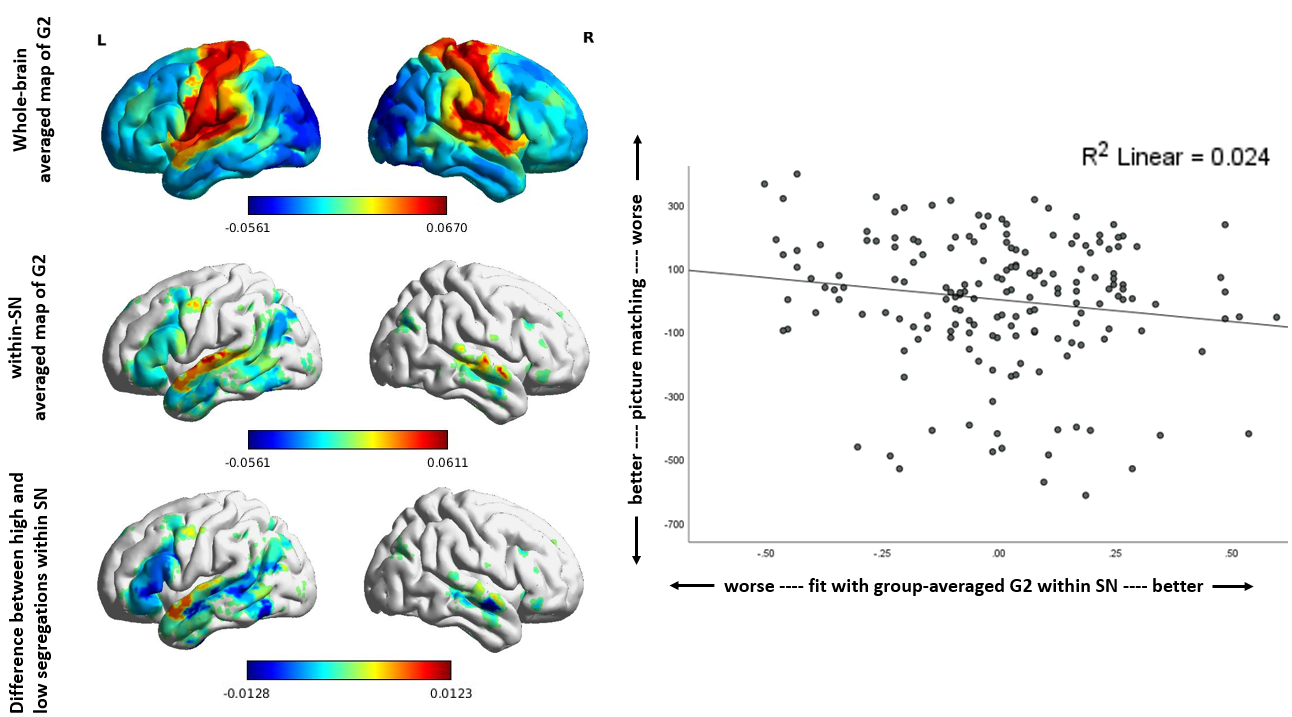 Whole-brain
averaged map of G2
L
R
-0.0561
0.0670
within-SN
averaged map of G2
-0.0561
0.0611
Difference between high and
low segregations within SN
-0.0128
0.0123
R2 Linear = 0.024
better ---- picture matching ---- worse
300
100
-100
-300
-500
-700
-.50
-.25
.00
.25
.50
worse ---- fit with group-averaged G2 within SN ---- better